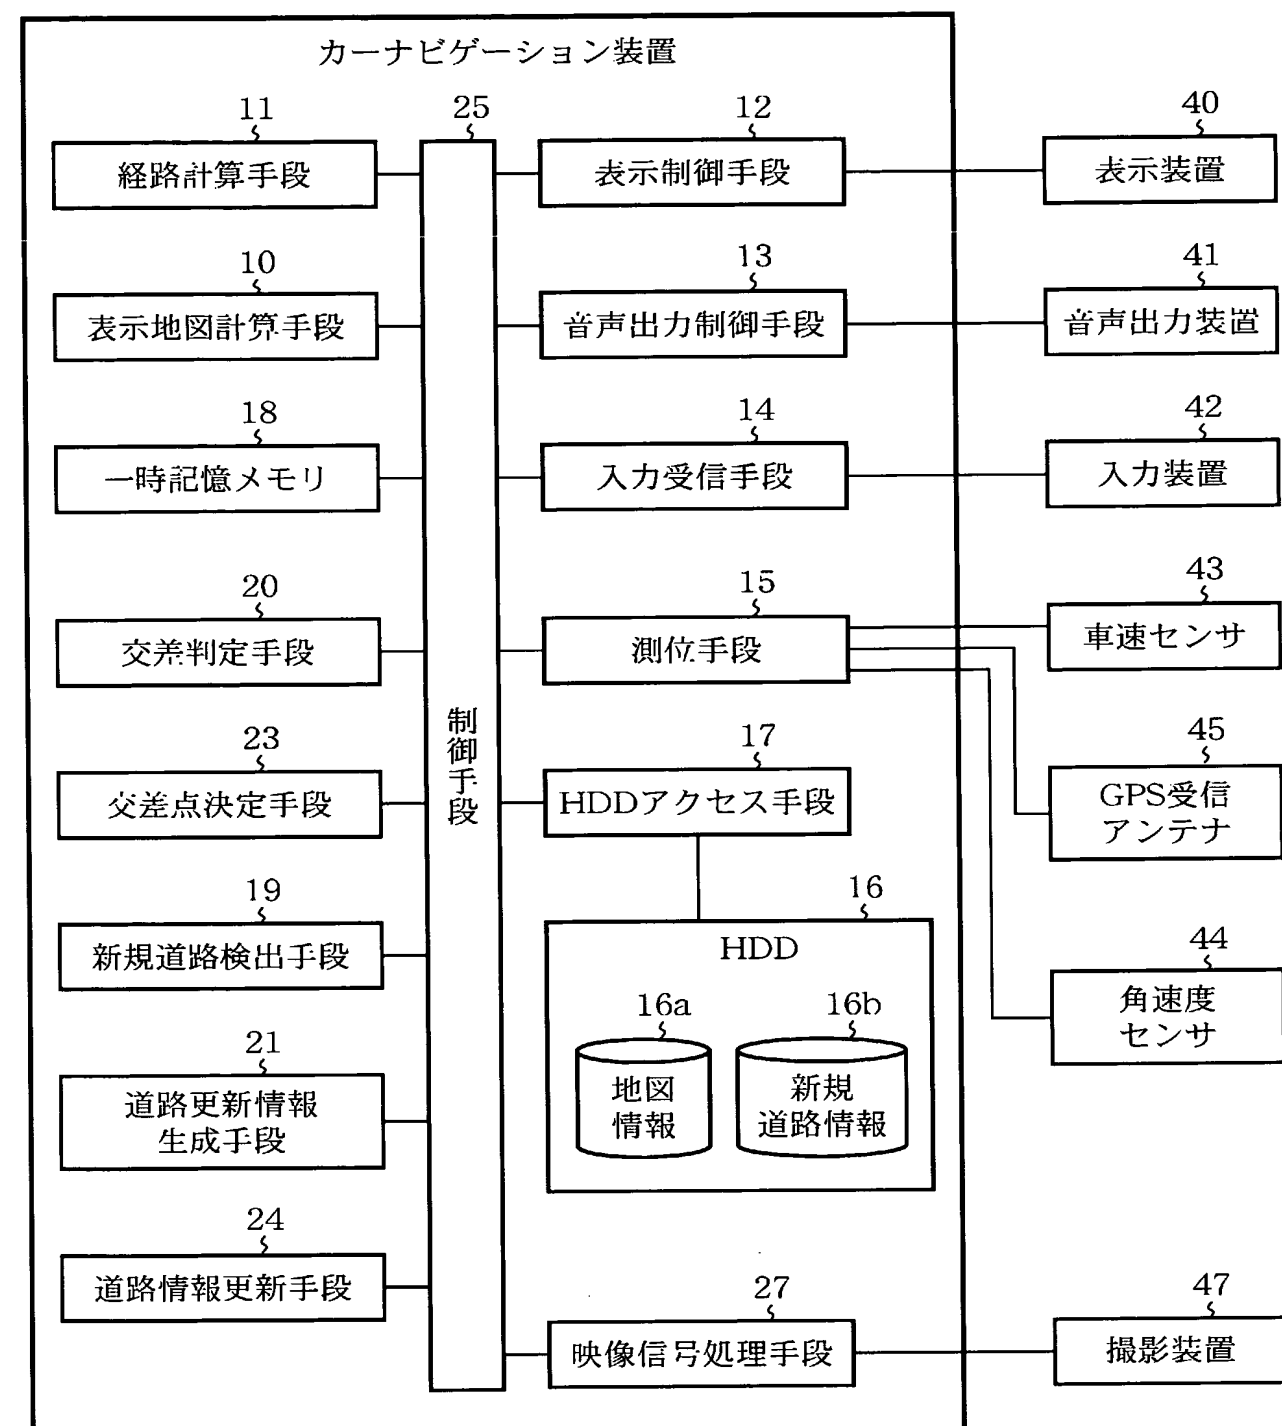 カーナビゲーション装置
11
経路計算手段
25
制御手段
12
表示制御手段
40
表示装置
10
表示地図計算手段
13
音声出力制御手段
41
音声出力装置
18
一時記憶メモリ
14
入力受信手段
42
入力装置
20
交差判定手段
15
測位手段
43
車速センサ
23
交差点決定手段
17
HDDアクセス手段
45
GPS受信
アンテナ
19
新規道路検出手段
16
HDD
44
角速度
センサ
16a
地図
情報
16b
新規
道路情報
21
道路更新情報
生成手段
24
道路情報更新手段
27
映像信号処理手段
47
撮影装置